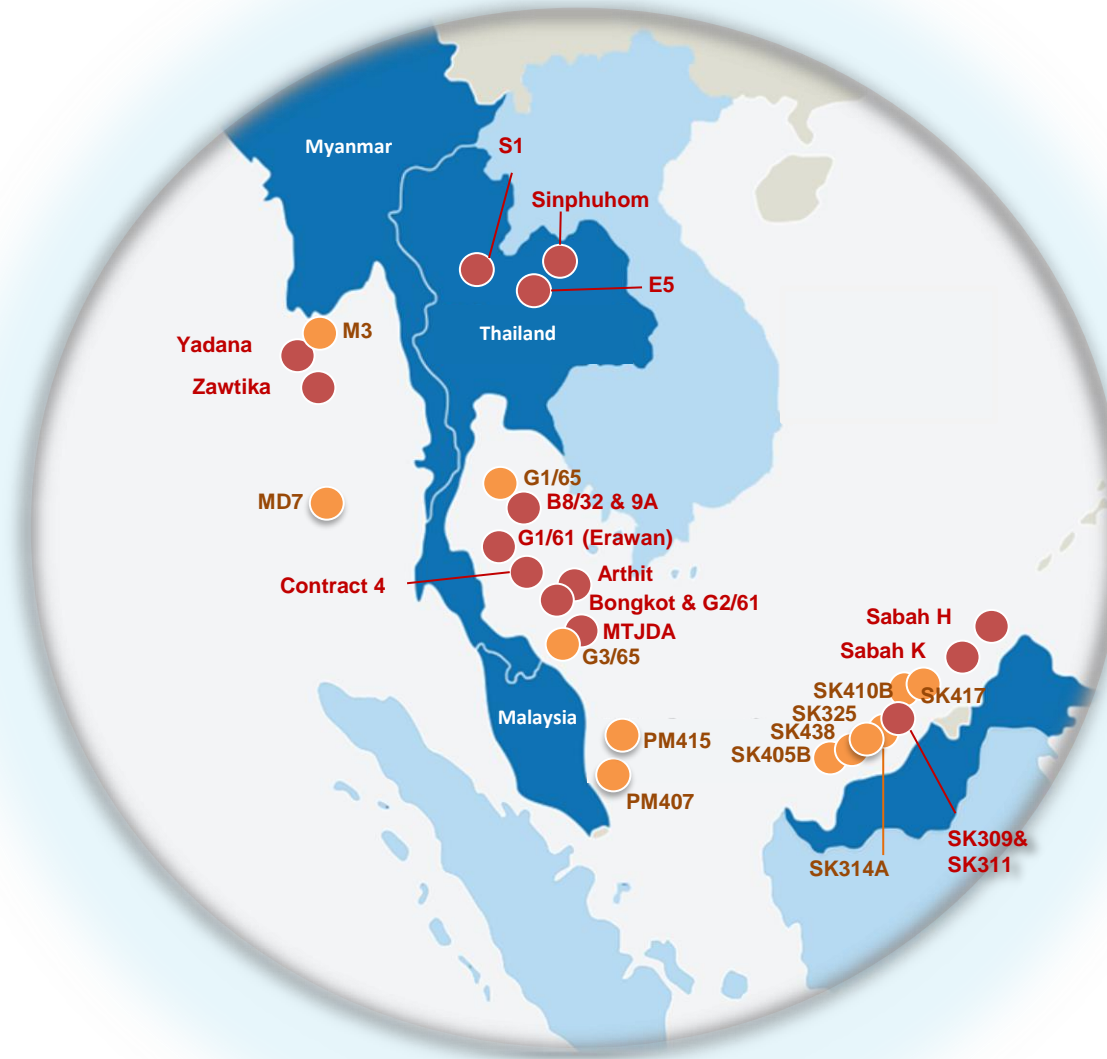 Myanmar
S1
Sinphuhom
E5
Thailand
M3
Yadana
Zawtika
MD7
G1/65
B8/32 & 9A
G1/61 (Erawan)
Contract 4
Arthit
Bongkot & G2/61
MTJDA
G3/65
Malaysia
PM415
PM407
Sabah H
Sabah K
SK410B
SK417
SK325
SK438
SK405B
SK314A
SK309&
SK311